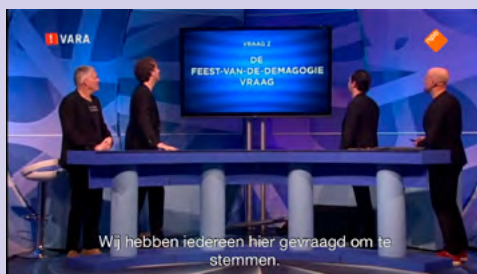 VARA
VRAAG 2
DE
FEEST-VAN-DE-DEMAGOGIE
VRAAG
Wij hebben iedereen hier gevraagd om te
stemmen.